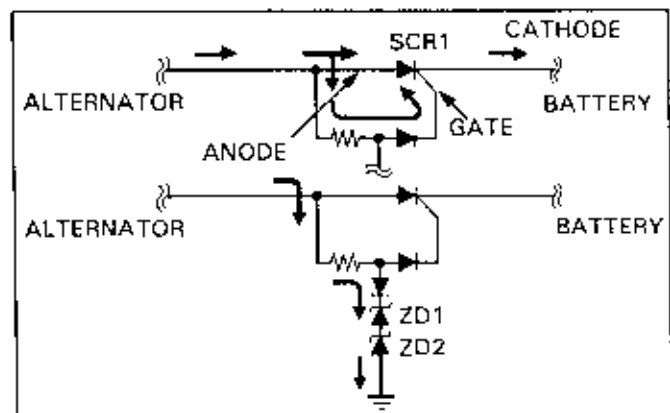 CATHODE
SCR1
ALTERNATOR
BATTERY
GATE
ANODE
ALTERNATOR
BATTERY
ZD1
ZD2